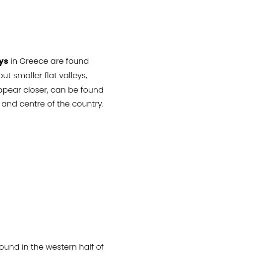 ys in Greece are found
out smaller flat valleys,
ppear closer, can be found
and centre of the country.
ound in the western half of